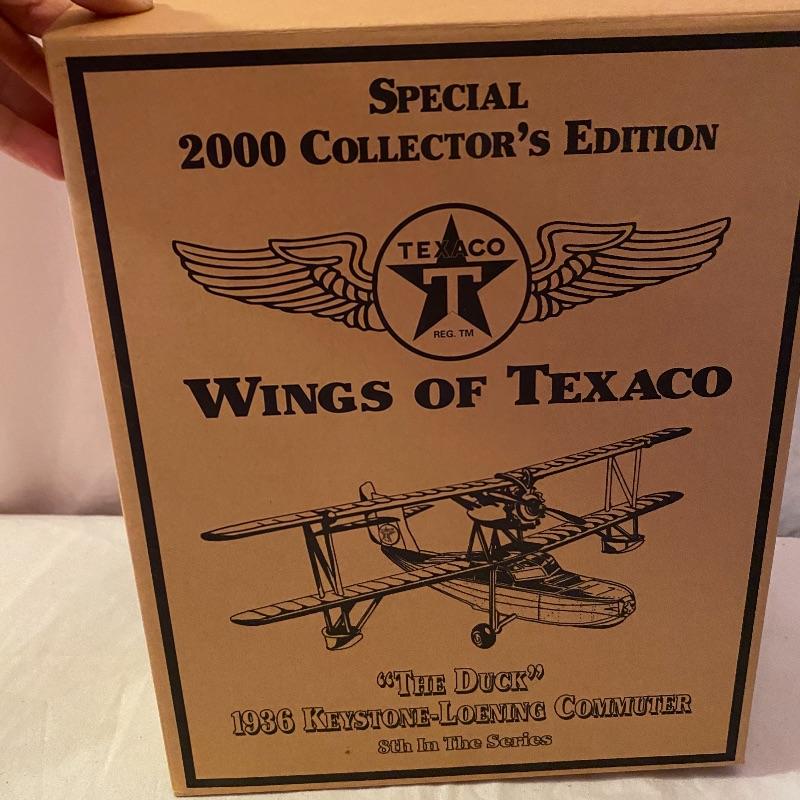 SPECIAL
2000 COLLECTOR'S EDITION
TEXACO
T
REG. TM
WINGS OF TEXACO
"THE DUCK"
1936 KEYSTONE-LOENING COMMUTER
8th In The Series